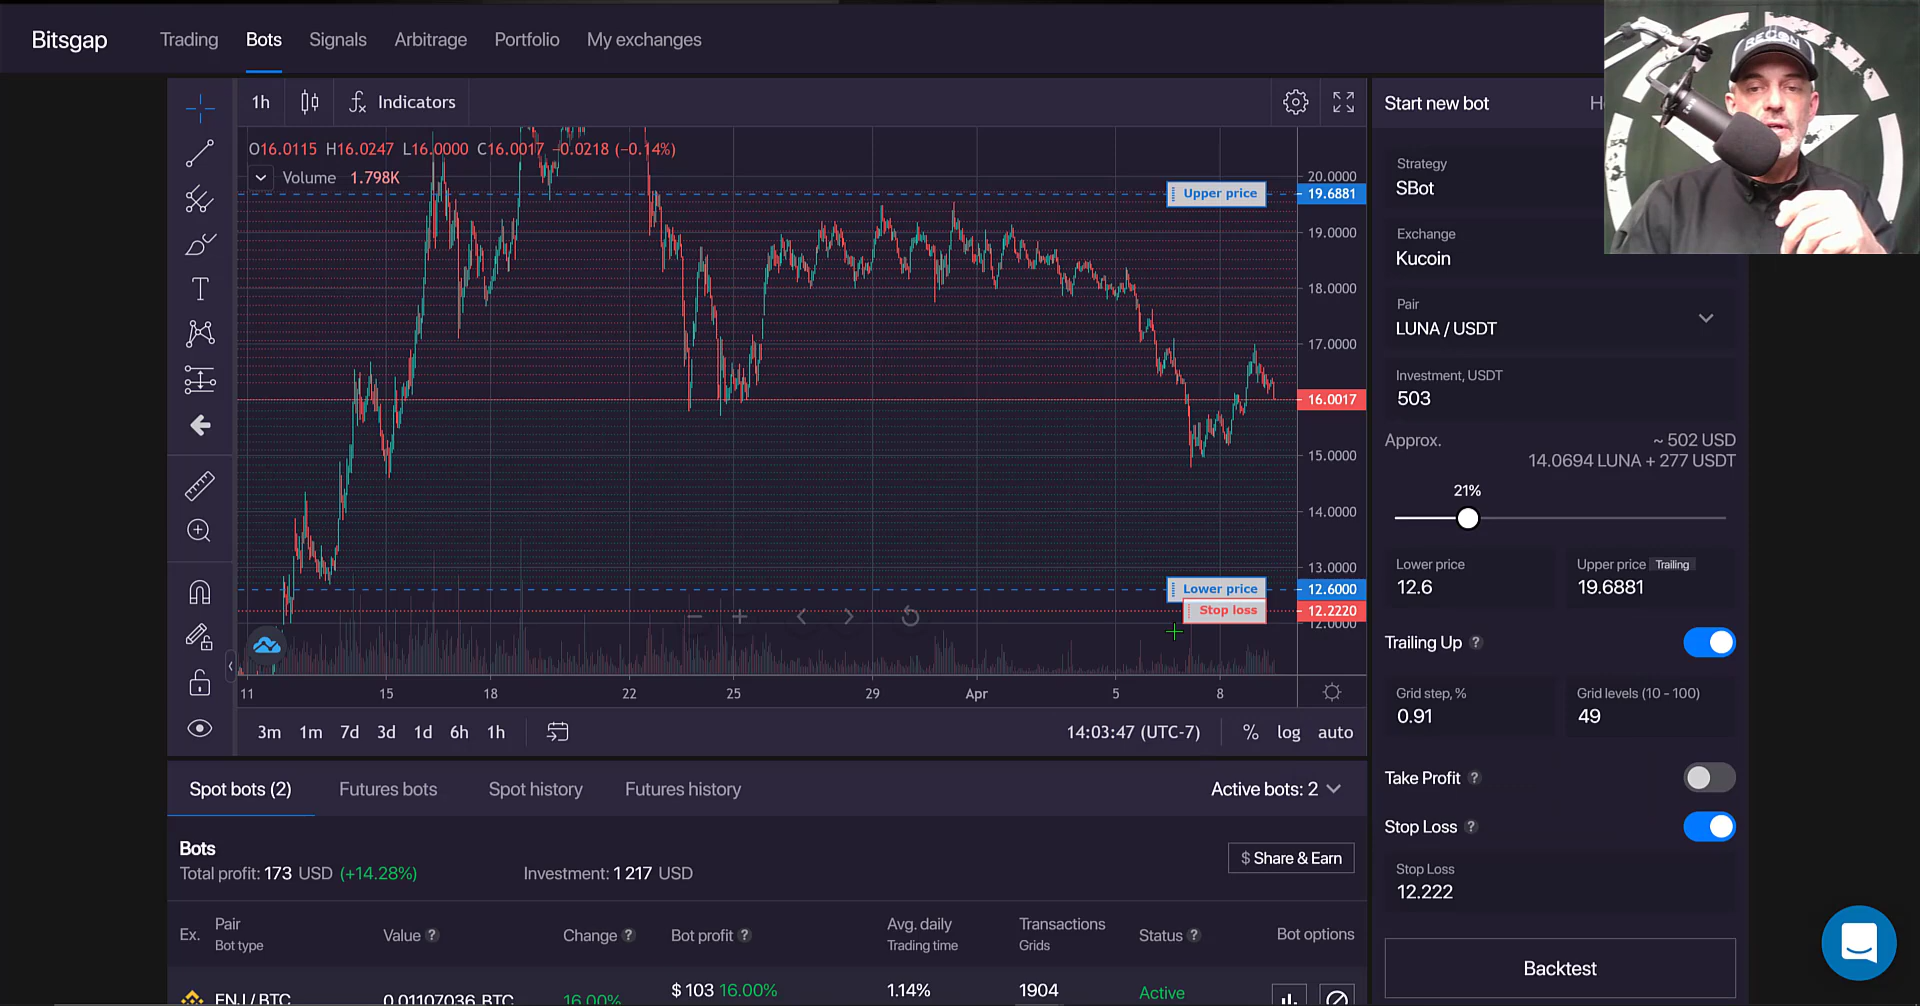 Bitsgap
Trading Bots Signals Arbitrage Portfolio My exchanges
RECON
1h Indicators
O16.0115 H16.0247 L16.0000 C16.0017 −0.0218 (−0.14%)
Volume 1.798K
Upper price
Lower price
Stop loss
20.0000
19.6881
19.0000
18.0000
17.0000
16.0017
15.0000
14.0000
13.0000
12.6000
12.2220
12.0000
11 15 18 22 25 29 Apr 5 8
3m 1m 7d 3d 1d 6h 1h
14:03:47 (UTC-7) % log auto
Start new bot
Strategy
SBot
Exchange
Kucoin
Pair
LUNA / USDT
Investment, USDT
503
Approx. ~ 502 USD
14.0694 LUNA + 277 USDT
21%
Lower price
12.6
Upper price Trailing
19.6881
Trailing Up ?
Grid step, %
0.91
Grid levels (10 - 100)
49
Take Profit ?
Stop Loss ?
Stop Loss
12.222
Backtest
Spot bots (2) Futures bots Spot history Futures history Active bots: 2
Bots
Total profit: 173 USD (+14.28%) Investment: 1 217 USD
$ Share & Earn
Ex. Pair
Bot type
Value ?
Change ?
Bot profit ?
Avg. daily
Trading time
Transactions
Grids
Status ?
Bot options
ENJ / BTC 0.01107036 BTC 16.00% $ 103 16.00% 1.14% 1904 Active